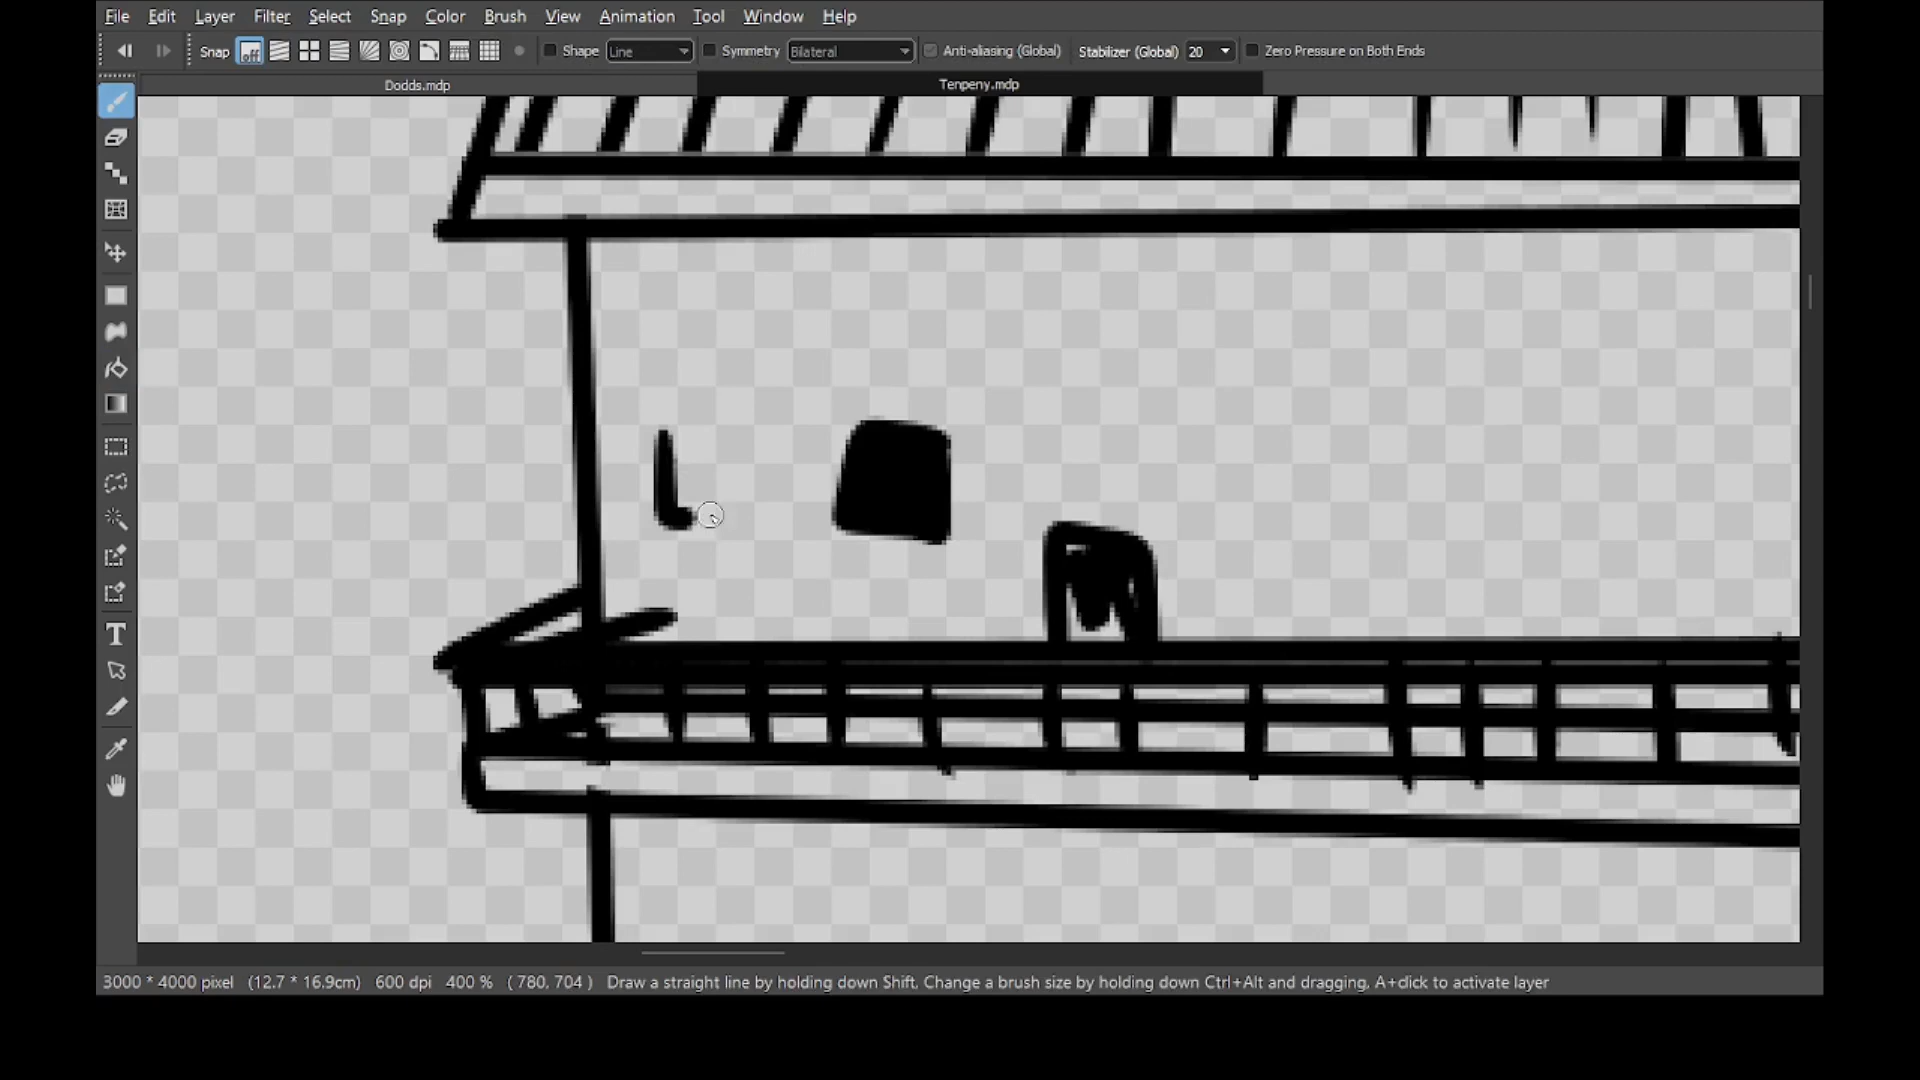 File Edit Layer Filter Select Snap Color Brush View Animation Tool Window Help
Snap off Shape Line Symmetry Bilateral Anti-aliasing (Global) Stabilizer (Global) 20 Zero Pressure on Both Ends
Dodds.mdp Tenpeny.mdp
T
3000 * 4000 pixel (12.7 * 16.9cm) 600 dpi 400 % ( 780, 704 ) Draw a straight line by holding down Shift, Change a brush size by holding down Ctrl+Alt and dragging, A+click to activate layer